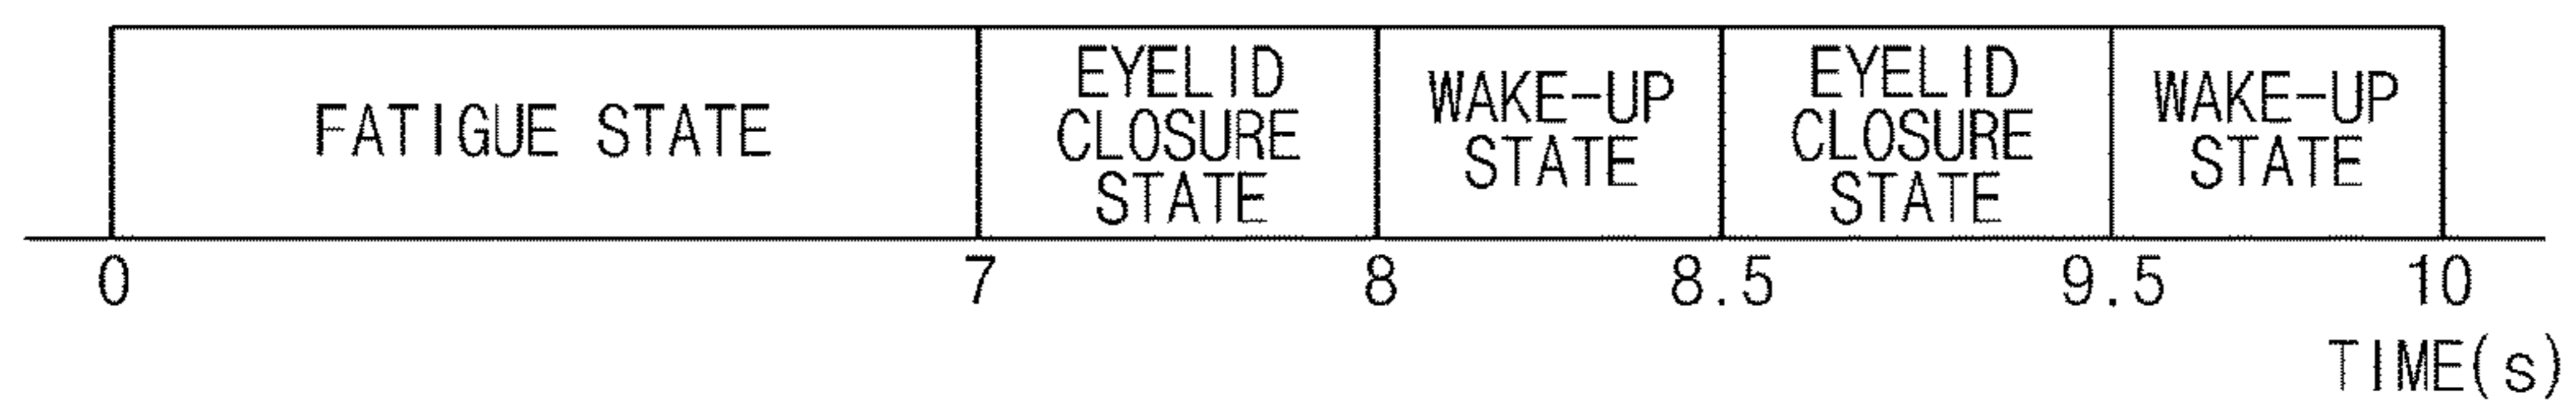 FATIGUE STATE
EYELID
CLOSURE
STATE
WAKE-UP
STATE
EYELID
CLOSURE
STATE
WAKE-UP
STATE
0 7 8 8.5 9.5 10
TIME(s)